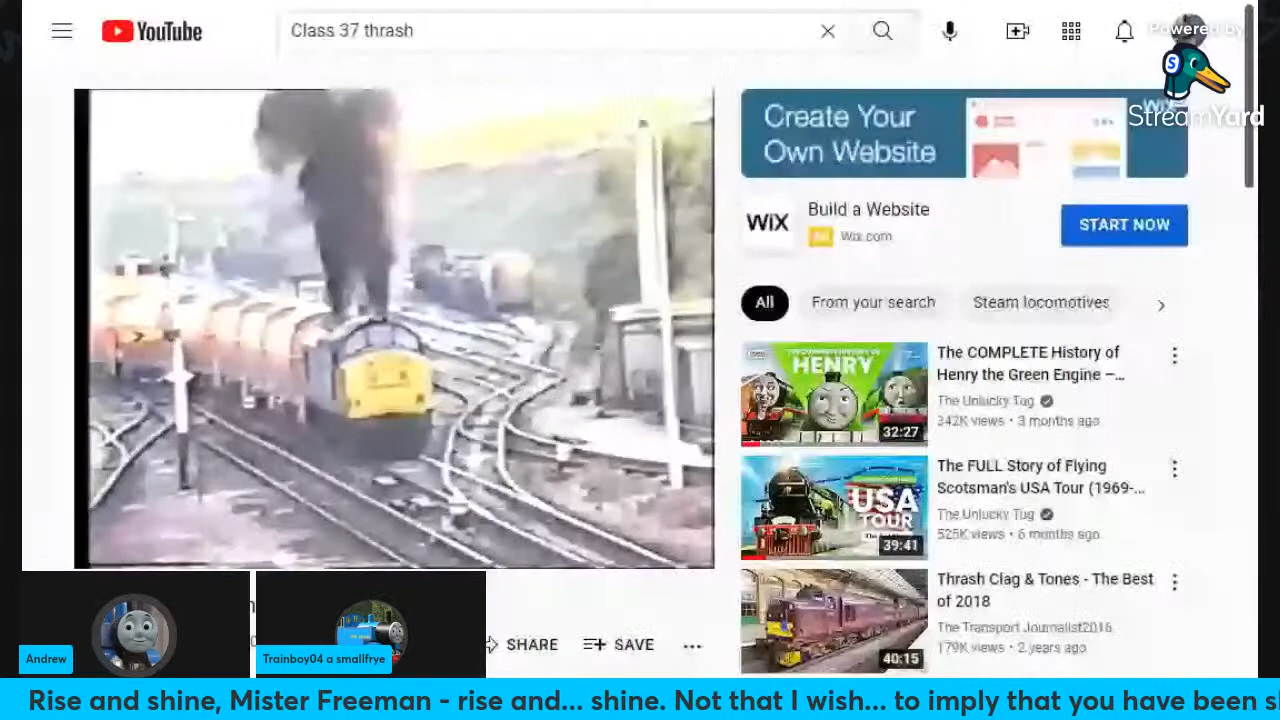 YouTube
Class 37 thrash
Powered by
StreamYard
Create Your
Own Website
WiX
Build a Website
Ad Wix.com
START NOW
All
From your search
Steam locomotives
The COMPLETE History of
Henry the Green Engine –...
The Unlucky Tug
342K views • 3 months ago
HENRY
32:27
The FULL Story of Flying
Scotsman's USA Tour (1969-...
The Unlucky Tug
525K views • 6 months ago
USA
TOUR
39:41
Thrash Clag & Tones - The Best
of 2018
The Transport Journalist2016
179K views • 2 years ago
40:15
SHARE
SAVE
Andrew
Trainboy04 a smallfrye
Rise and shine, Mister Freeman - rise and... shine. Not that I wish... to imply that you have been s